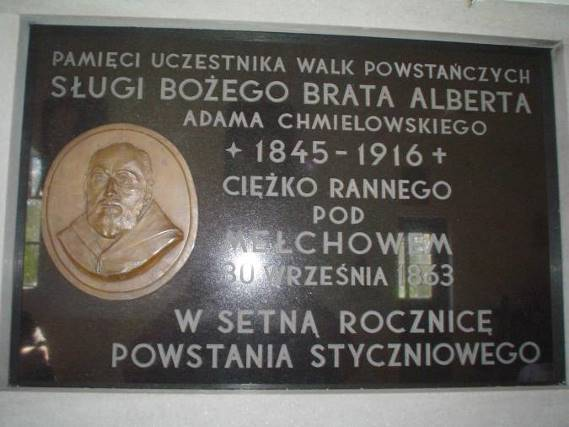 PAMIĘCI UCZESTNIKA WALK POWSTAŃCZYCH
SŁUGI BOŻEGO BRATA ALBERTA
ADAMA CHMIELOWSKIEGO
+ 1845 - 1916 +
CIĘŻKO RANNEGO
POD
MEŁCHOWEM
30 WRZEŚNIA 1863
W SETNĄ ROCZNICĘ
POWSTANIA STYCZNIOWEGO